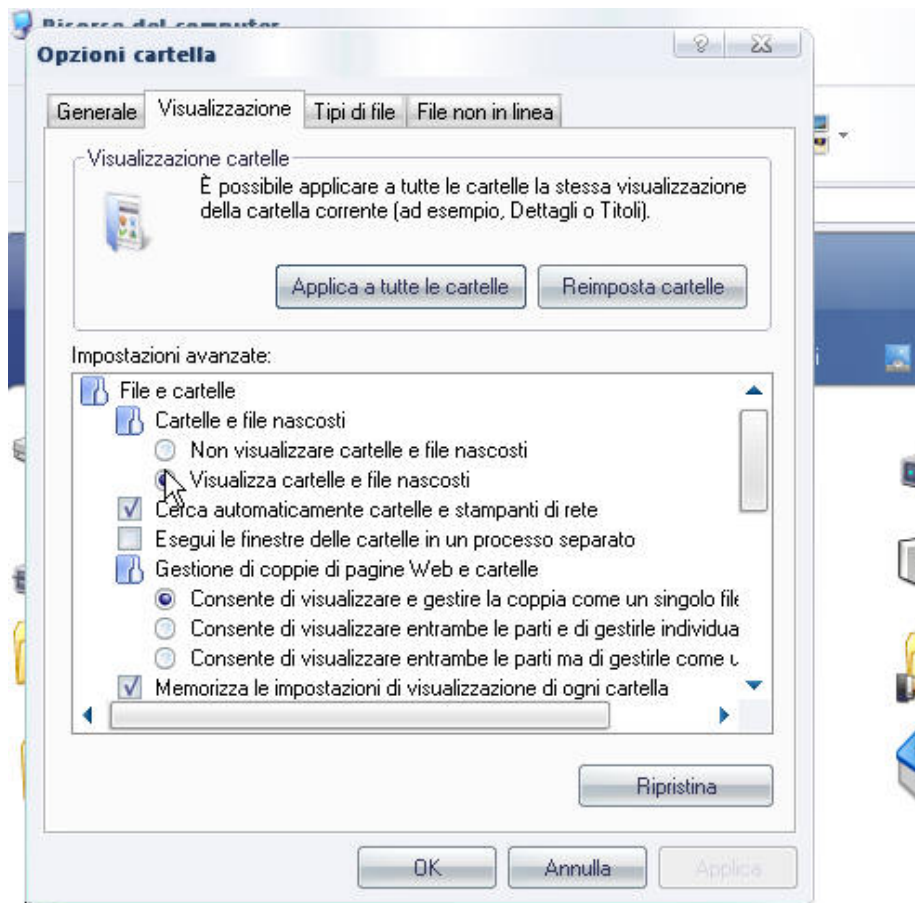 Risorse del computer
Opzioni cartella
Generale Visualizzazione Tipi di file File non in linea
Visualizzazione cartelle
È possibile applicare a tutte le cartelle la stessa visualizzazione
della cartella corrente (ad esempio, Dettagli o Titoli).
Applica a tutte le cartelle Reimposta cartelle
Impostazioni avanzate:
File e cartelle
Cartelle e file nascosti
Non visualizzare cartelle e file nascosti
Visualizza cartelle e file nascosti
Cerca automaticamente cartelle e stampanti di rete
Esegui le finestre delle cartelle in un processo separato
Gestione di coppie di pagine Web e cartelle
Consente di visualizzare e gestire la coppia come un singolo file
Consente di visualizzare entrambe le parti e di gestirle individua
Consente di visualizzare entrambe le parti ma di gestirle come
Memorizza le impostazioni di visualizzazione di ogni cartella
Ripristina
OK Annulla Applica